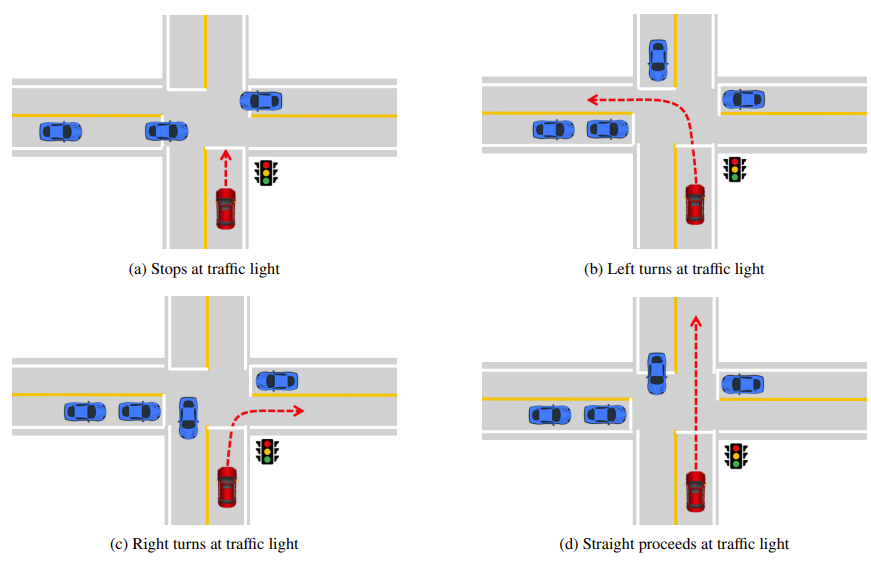 (a) Stops at traffic light
(b) Left turns at traffic light
(c) Right turns at traffic light
(d) Straight proceeds at traffic light